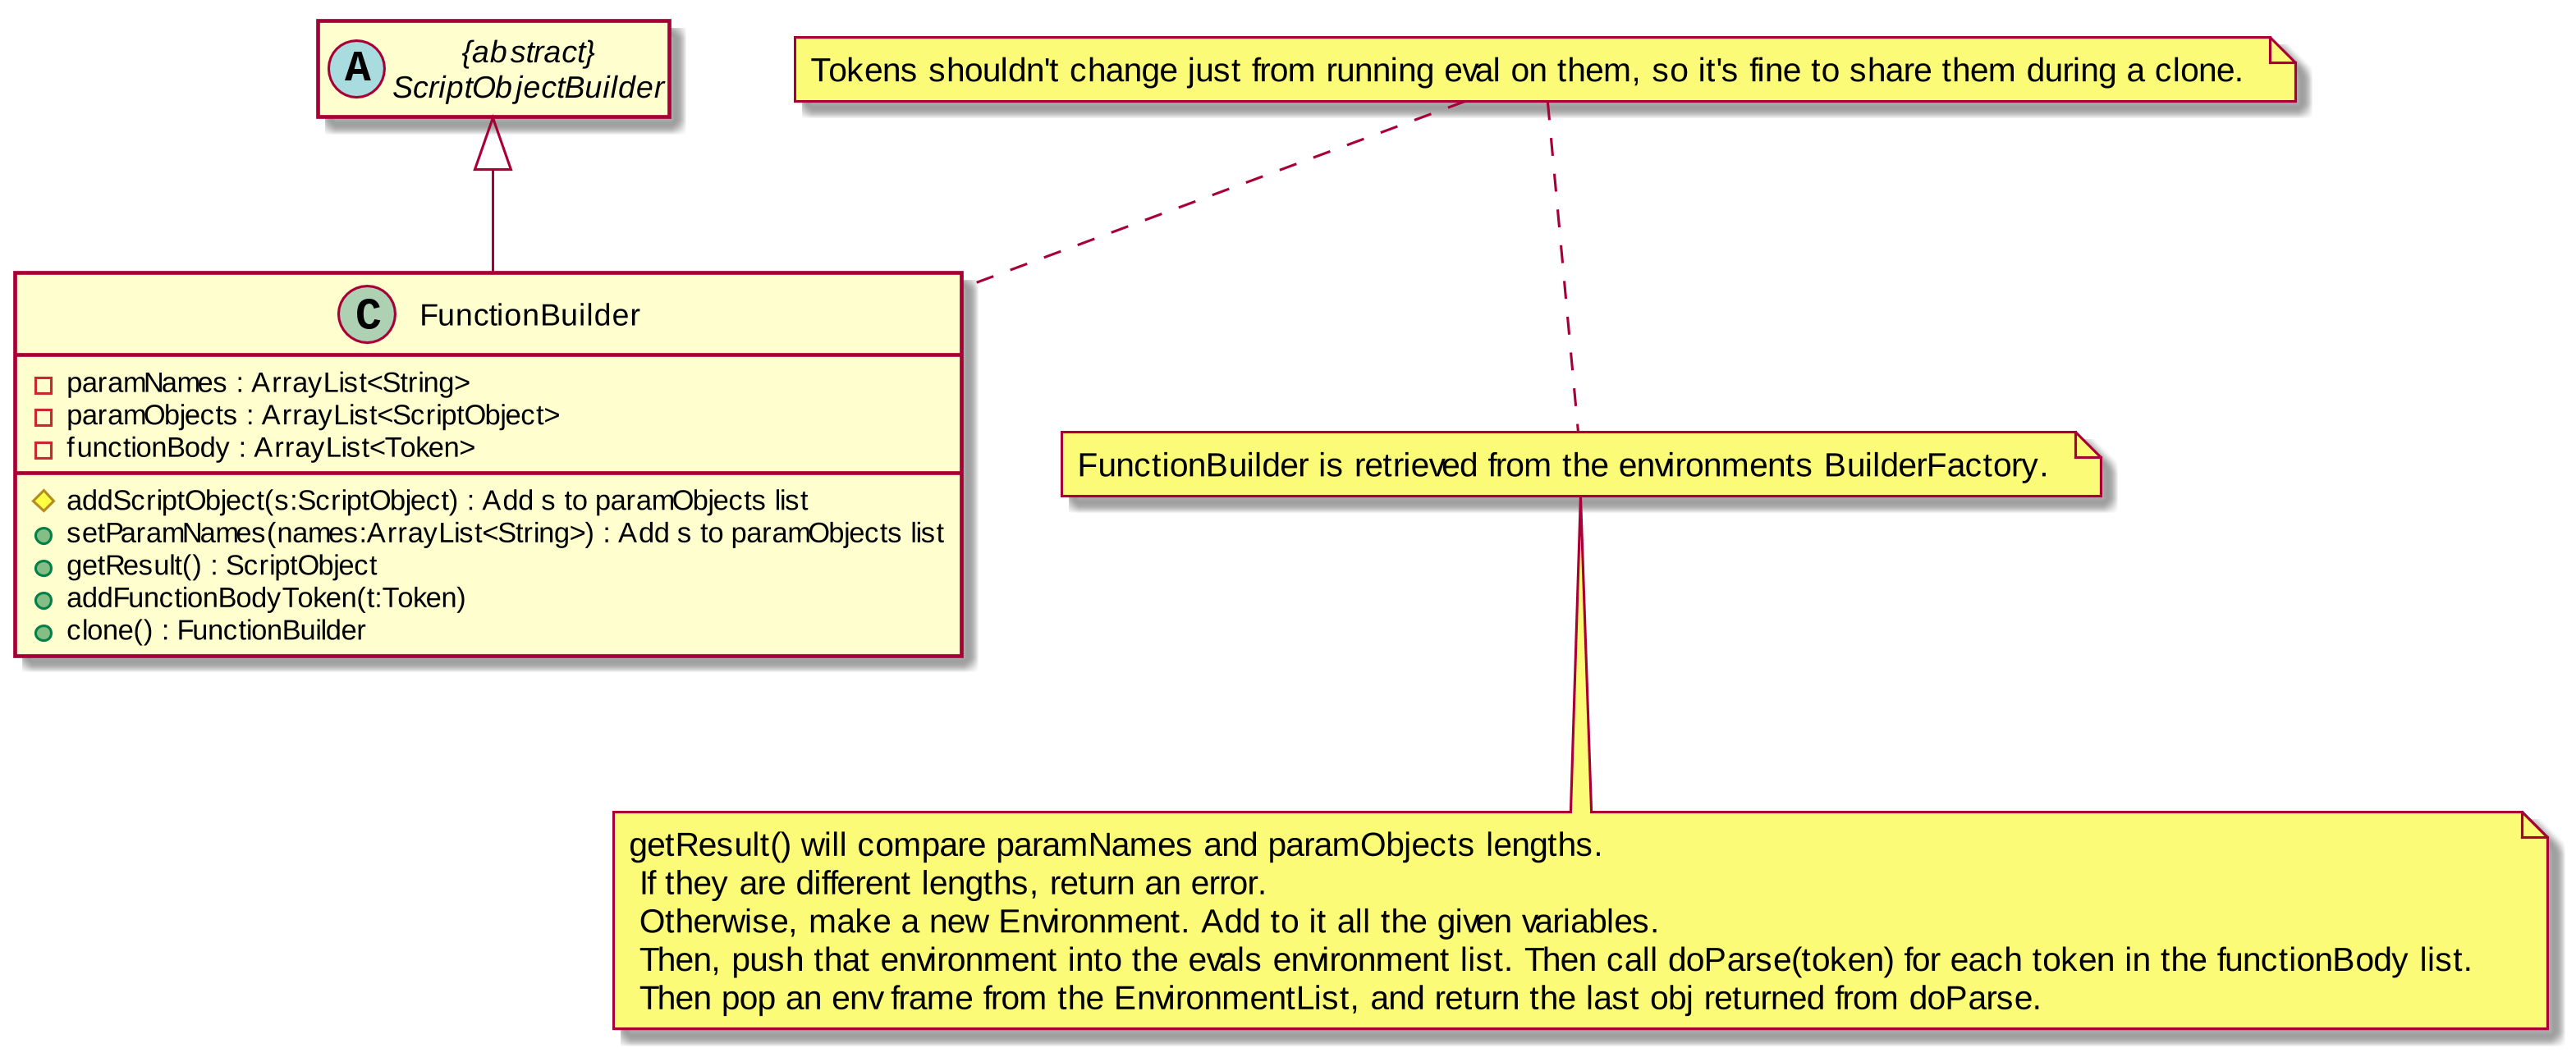 A
{abstract}
ScriptObjectBuilder
Tokens shouldn't change just from running eval on them, so it's fine to share them during a clone.
C FunctionBuilder
paramNames : ArrayList<String>
paramObjects : ArrayList<ScriptObject>
functionBody : ArrayList<Token>
addScriptObject(s:ScriptObject) : Add s to paramObjects list
setParamNames(names:ArrayList<String>) : Add s to paramObjects list
getResult() : ScriptObject
addFunctionBodyToken(t:Token)
clone() : FunctionBuilder
FunctionBuilder is retrieved from the environments BuilderFactory.
getResult() will compare paramNames and paramObjects lengths.
If they are different lengths, return an error.
Otherwise, make a new Environment. Add to it all the given variables.
Then, push that environment into the evals environment list. Then call doParse(token) for each token in the functionBody list.
Then pop an env frame from the EnvironmentList, and return the last obj returned from doParse.